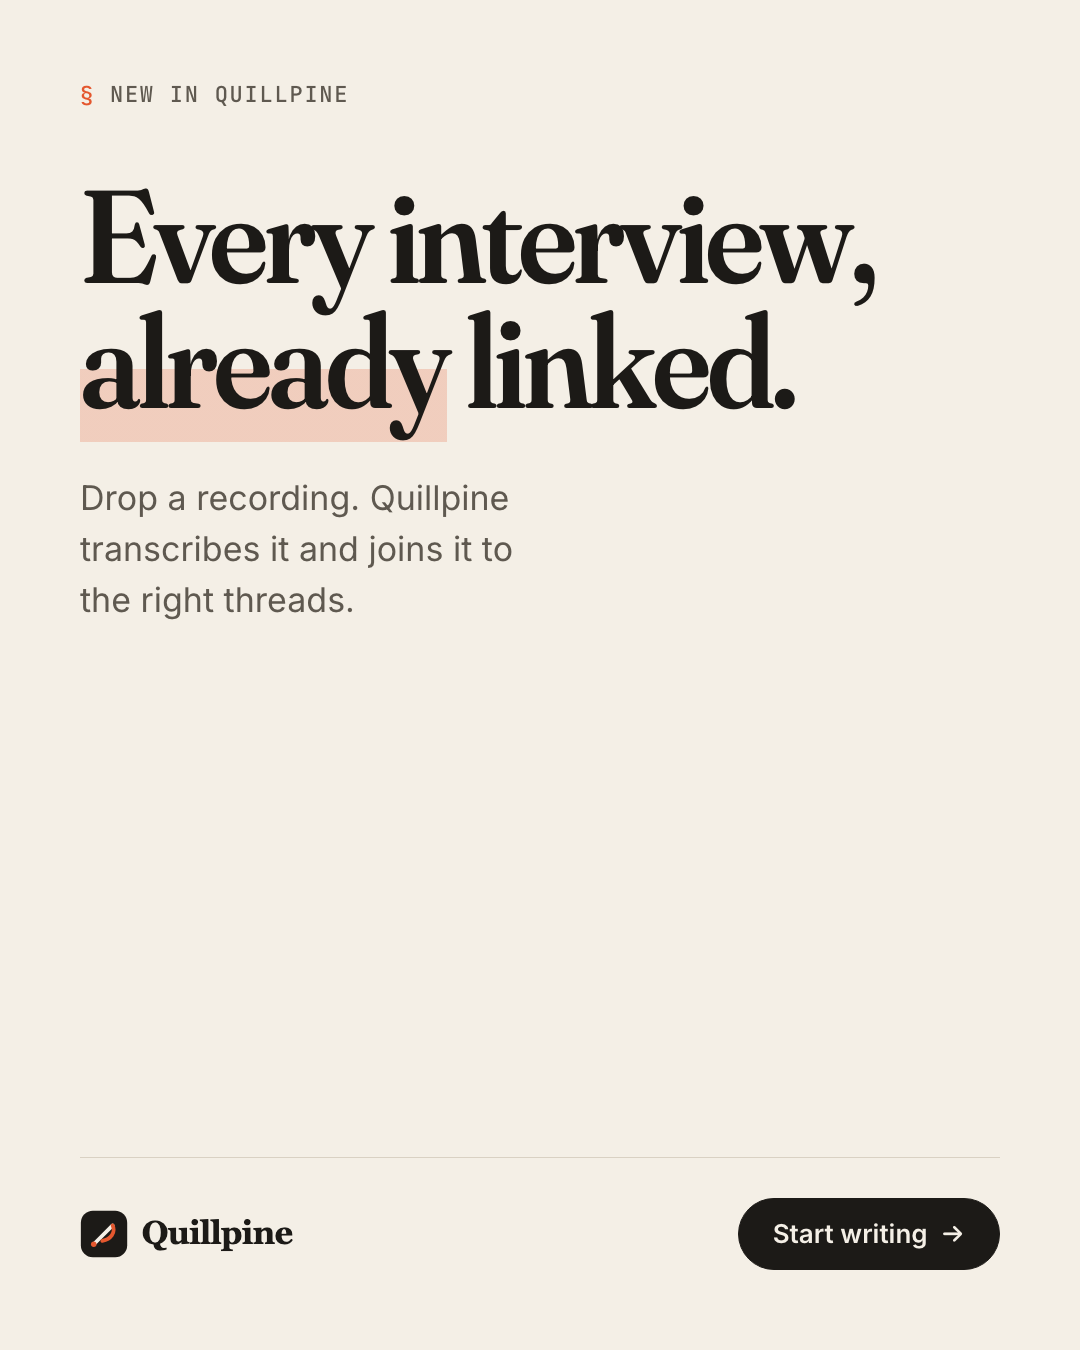 § NEW IN QUILLPINE
Every interview,
already linked.
Drop a recording. Quillpine
transcribes it and joins it to
the right threads.
Quillpine
Start writing →